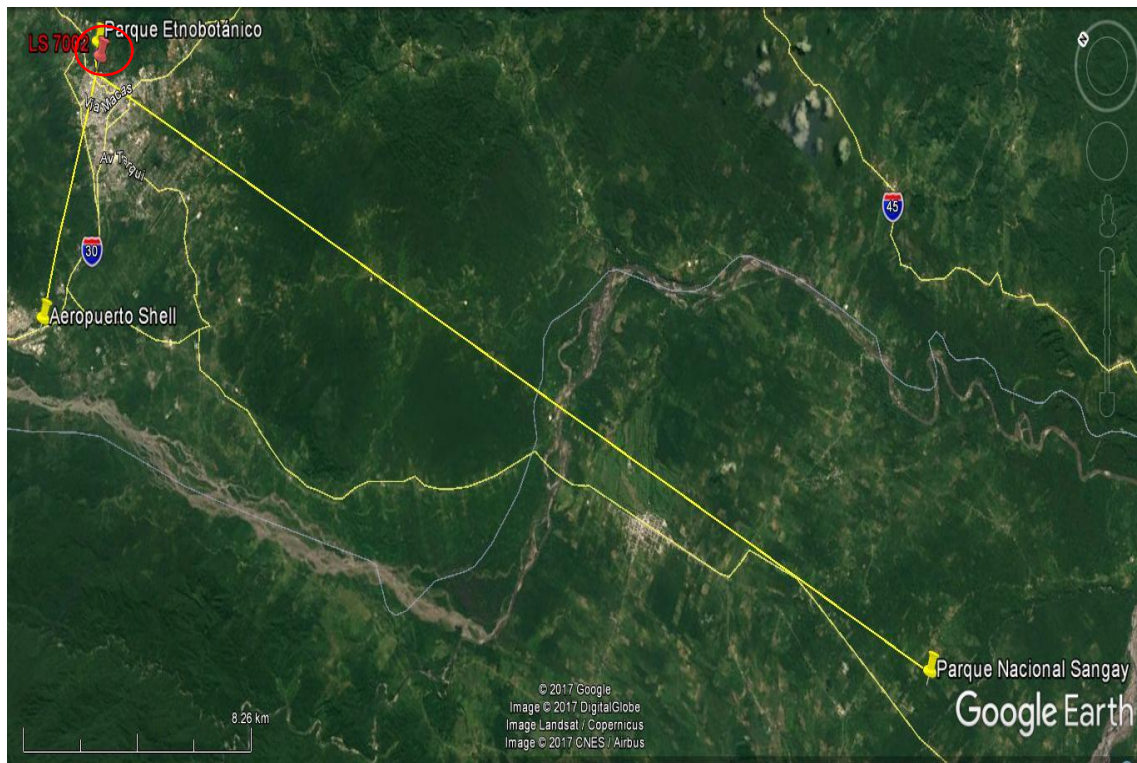 Parque Etnobotánico
LS 7002
Vía Macas
Av Tarqui
45
30
Aeropuerto Shell
Parque Nacional Sangay
8.26 km
© 2017 Google
Image © 2017 DigitalGlobe
Image Landsat / Copernicus
Image © 2017 CNES / Airbus
Google Earth
N